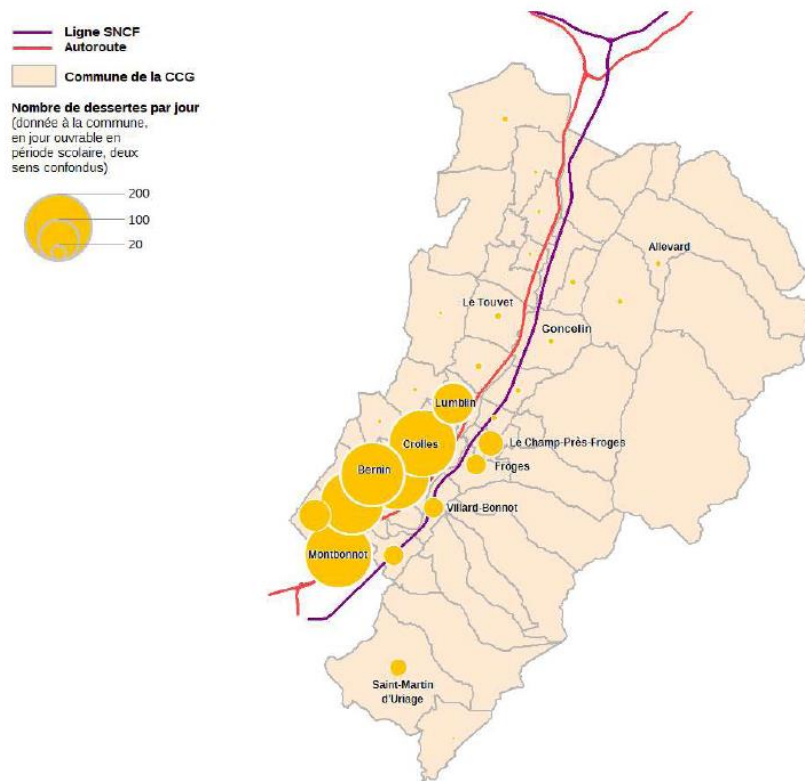 Ligne SNCF
Autoroute
Commune de la CCG
Nombre de dessertes par jour
(donnée à la commune,
en jour ouvrable en
période scolaire, deux
sens confondus)
200
100
20
Allevard
Le Touvet
Goncelin
Lumbin
Crolles
Le Champ-Près-Froges
Bernin
Froges
Villard-Bonnot
Montbonnot
Saint-Martin
d'Uriage